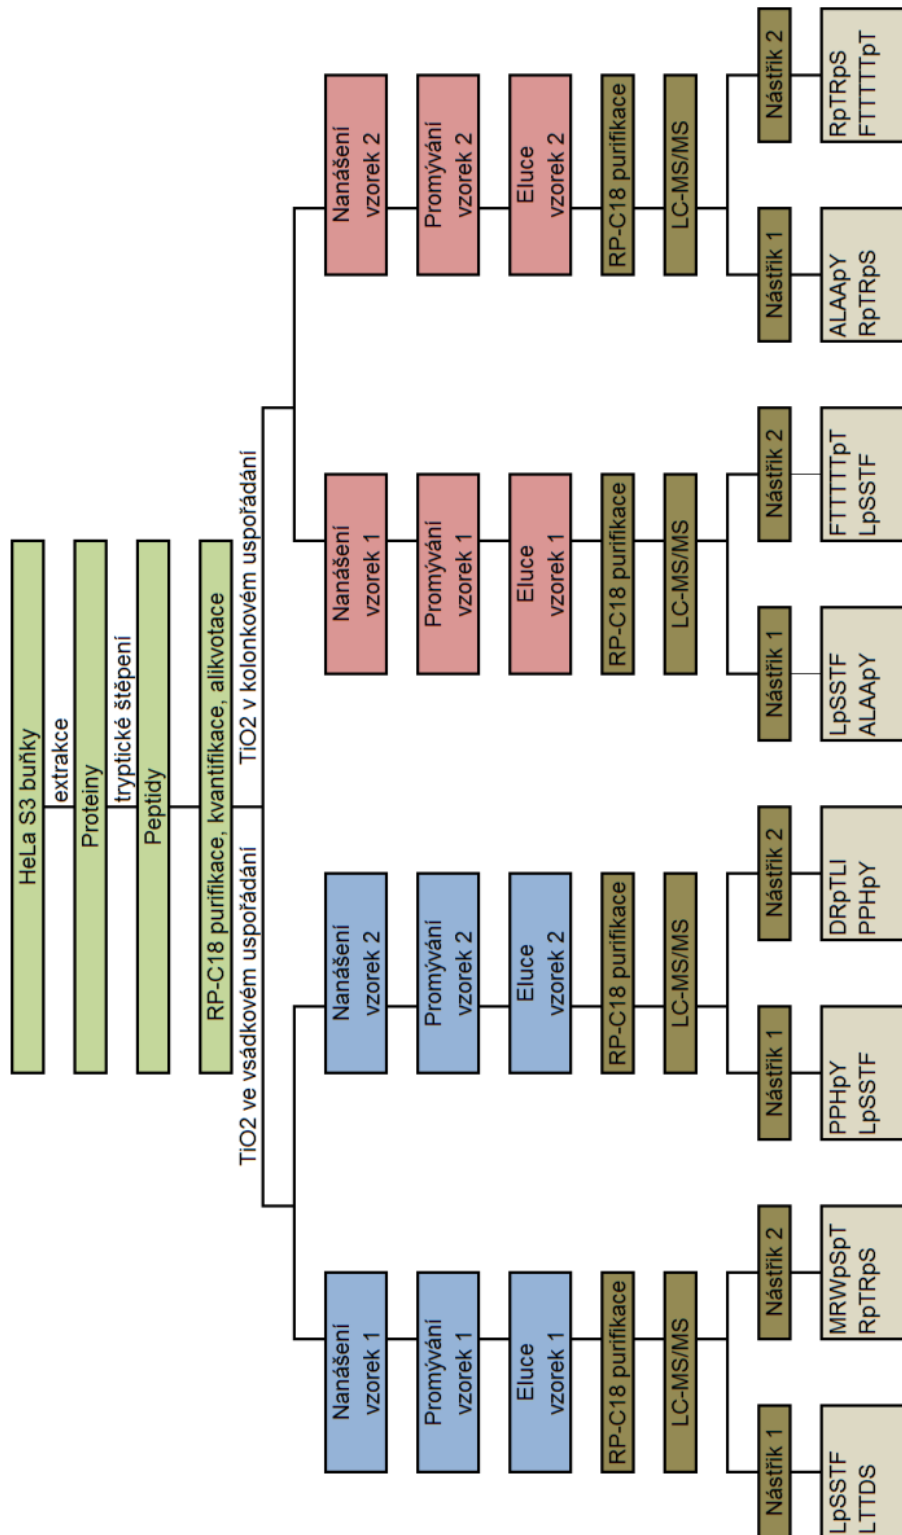 HeLa S3 buňky
extrakce
Proteiny
tryptické štěpení
Peptidy
RP-C18 purifikace, kvantifikace, alikvotace
TiO2 ve vsádkovém uspořádání
TiO2 v kolonkovém uspořádání
Nanášení
vzorek 1
Nanášení
vzorek 2
Nanášení
vzorek 1
Nanášení
vzorek 2
Promývání
vzorek 1
Promývání
vzorek 2
Promývání
vzorek 1
Promývání
vzorek 2
Eluce
vzorek 1
Eluce
vzorek 2
Eluce
vzorek 1
Eluce
vzorek 2
RP-C18 purifikace
RP-C18 purifikace
RP-C18 purifikace
RP-C18 purifikace
LC-MS/MS
LC-MS/MS
LC-MS/MS
LC-MS/MS
Nástřik 1
Nástřik 2
Nástřik 1
Nástřik 2
Nástřik 1
Nástřik 2
Nástřik 1
Nástřik 2
LpSSTF
LTTDS
MRWpSpT
RpTRpS
PPHpY
LpSSTF
DRpTLI
PPHpY
LpSSTF
ALAApY
FTTTTTpT
LpSSTF
ALAApY
RpTRpS
RpTRpS
FTTTTTpT